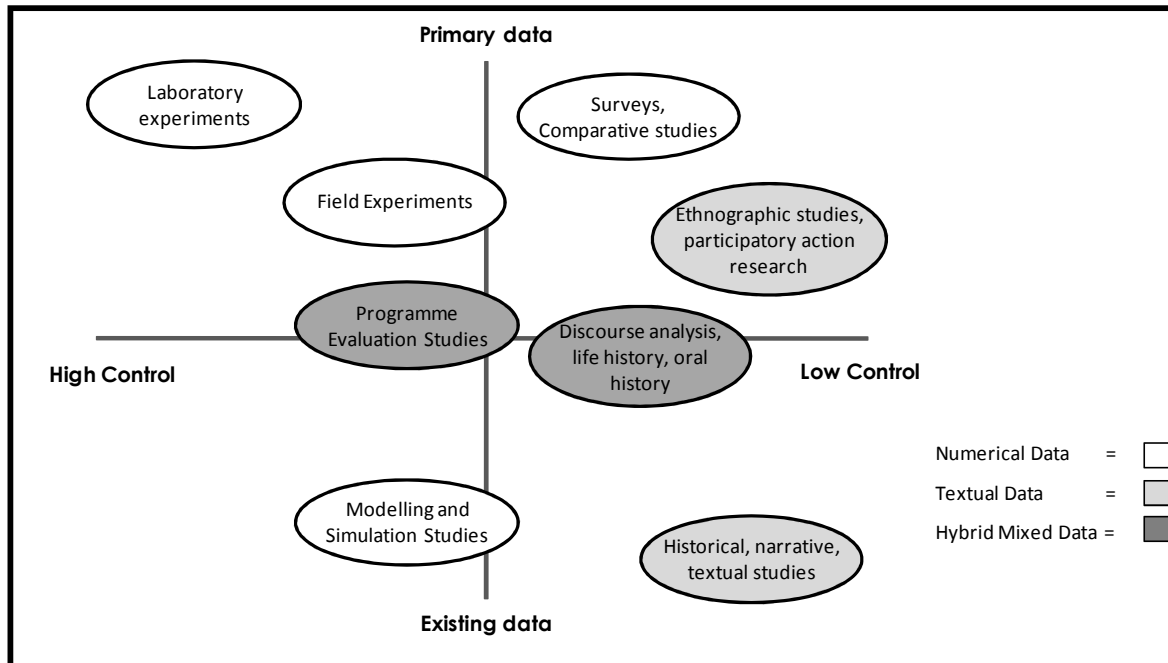 Primary data
Laboratory
experiments
Surveys,
Comparative studies
Field Experiments
Ethnographic studies,
participatory action
research
Programme
Evaluation Studies
Discourse analysis,
life history, oral
history
High Control
Low Control
Numerical Data =
Textual Data =
Hybrid Mixed Data =
Modelling and
Simulation Studies
Historical, narrative,
textual studies
Existing data